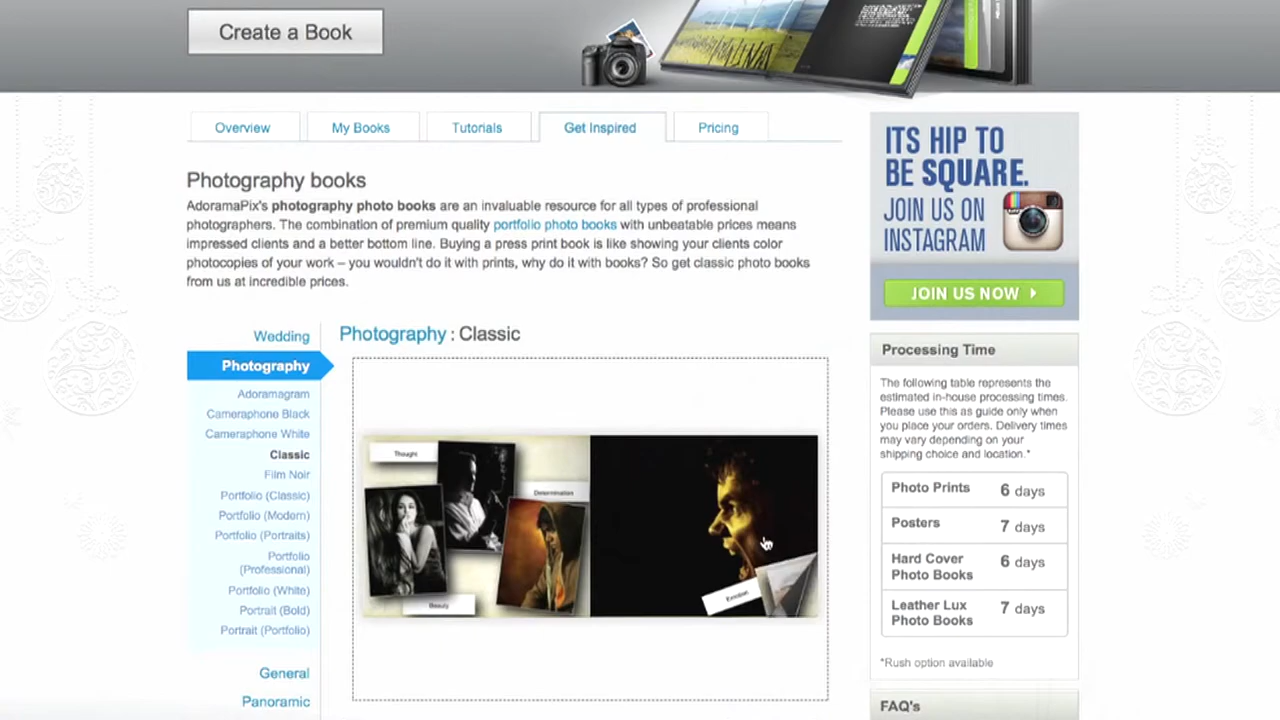 Create a Book
Overview
My Books
Tutorials
Get Inspired
Pricing
Photography books
AdoramaPix's photography photo books are an invaluable resource for all types of professional
photographers. The combination of premium quality portfolio photo books with unbeatable prices means
impressed clients and a better bottom line. Buying a press print book is like showing your clients color
photocopies of your work – you wouldn't do it with prints, why do it with books? So get classic photo books
from us at incredible prices.
Wedding
Photography
Adoramagram
Cameraphone Black
Cameraphone White
Classic
Film Noir
Portfolio (Classic)
Portfolio (Modern)
Portfolio (Portraits)
Portfolio
(Professional)
Portfolio (White)
Portrait (Bold)
Portrait (Portfolio)
General
Panoramic
Photography : Classic
Thought
Determination
Beauty
Emotion
ITS HIP TO
BE SQUARE.
JOIN US ON
INSTAGRAM
JOIN US NOW
Processing Time
The following table represents the
estimated in-house processing times.
Please use this as guide only when
you place your orders. Delivery times
may vary depending on your
shipping choice and location.*
Photo Prints 6 days
Posters 7 days
Hard Cover
Photo Books 6 days
Leather Lux
Photo Books 7 days
*Rush option available
FAQ's